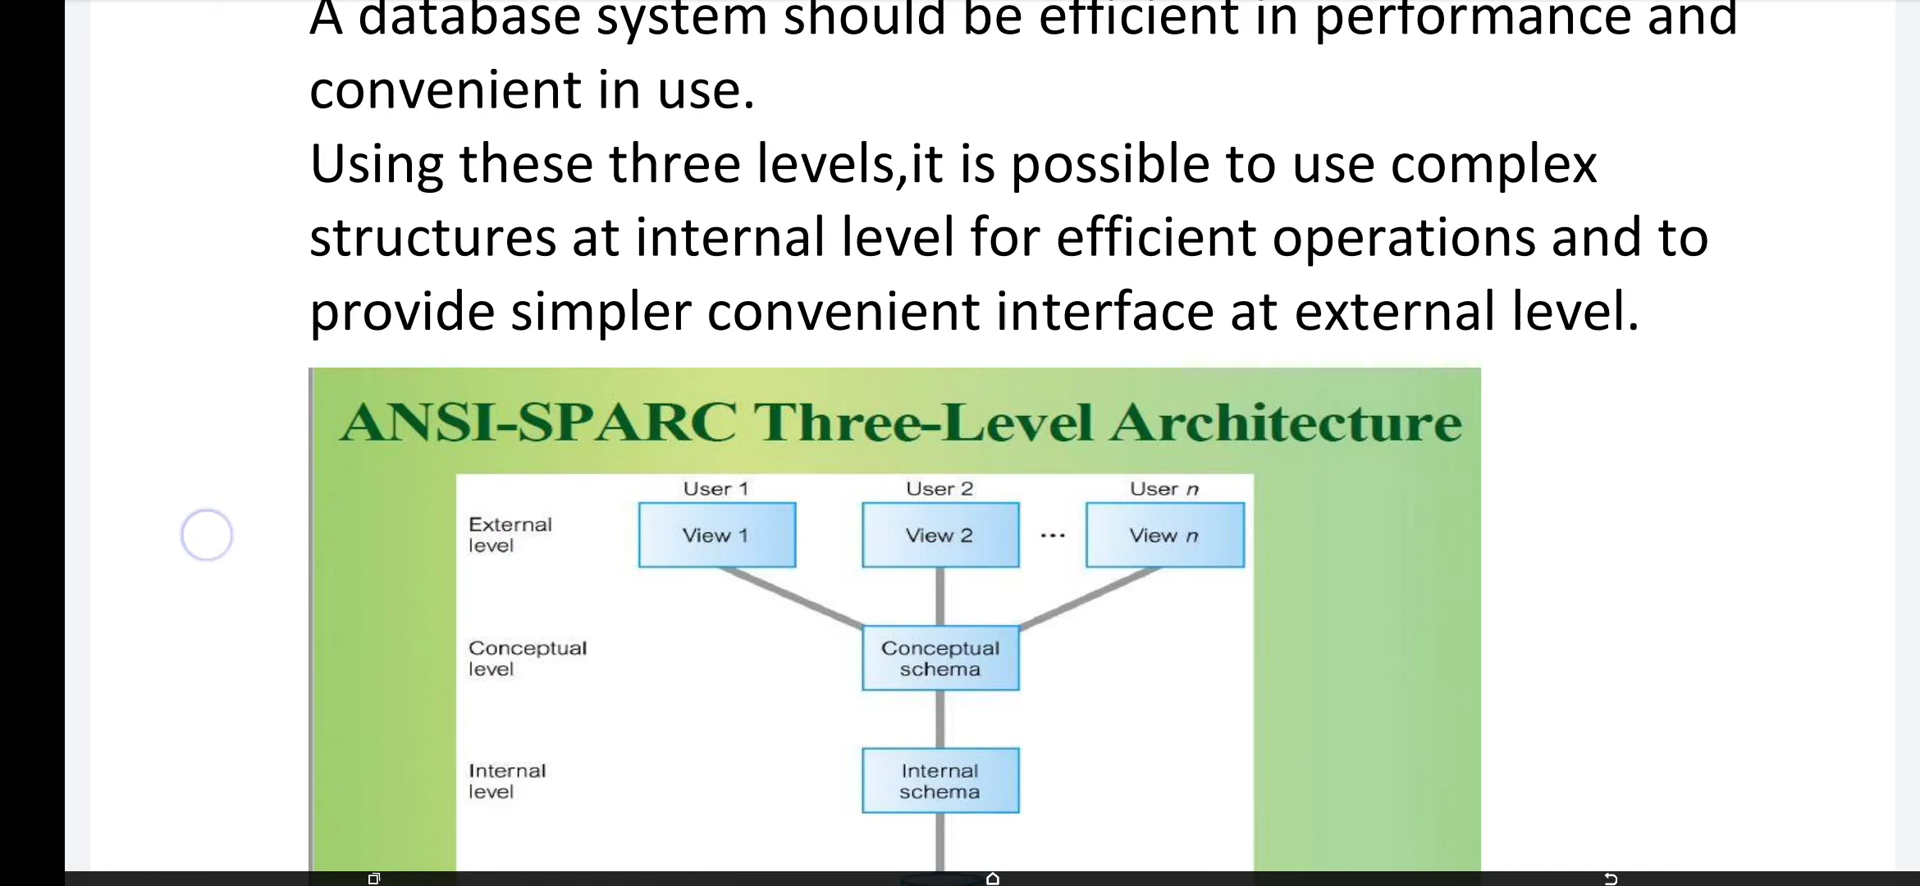 A database system should be efficient in performance and
convenient in use.
Using these three levels,it is possible to use complex
structures at internal level for efficient operations and to
provide simpler convenient interface at external level.
ANSI-SPARC Three-Level Architecture
User 1
User 2
User n
External
level
View 1
View 2
...
View n
Conceptual
level
Conceptual
schema
Internal
level
Internal
schema